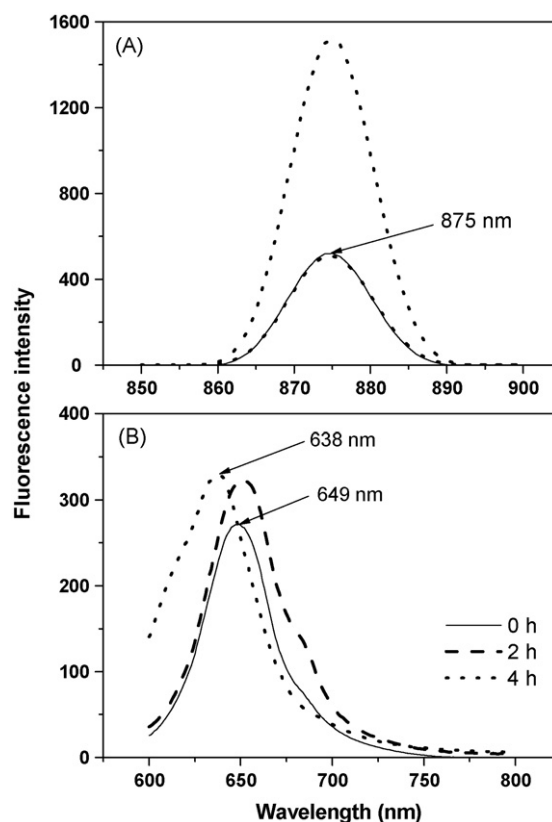 1600
(A)
1200
800
875 nm
400
0
850 860 870 880 890 900
Fluorescence intensity
400
(B)
638 nm
300
649 nm
200
0 h
2 h
100
4 h
0
600 650 700 750 800
Wavelength (nm)